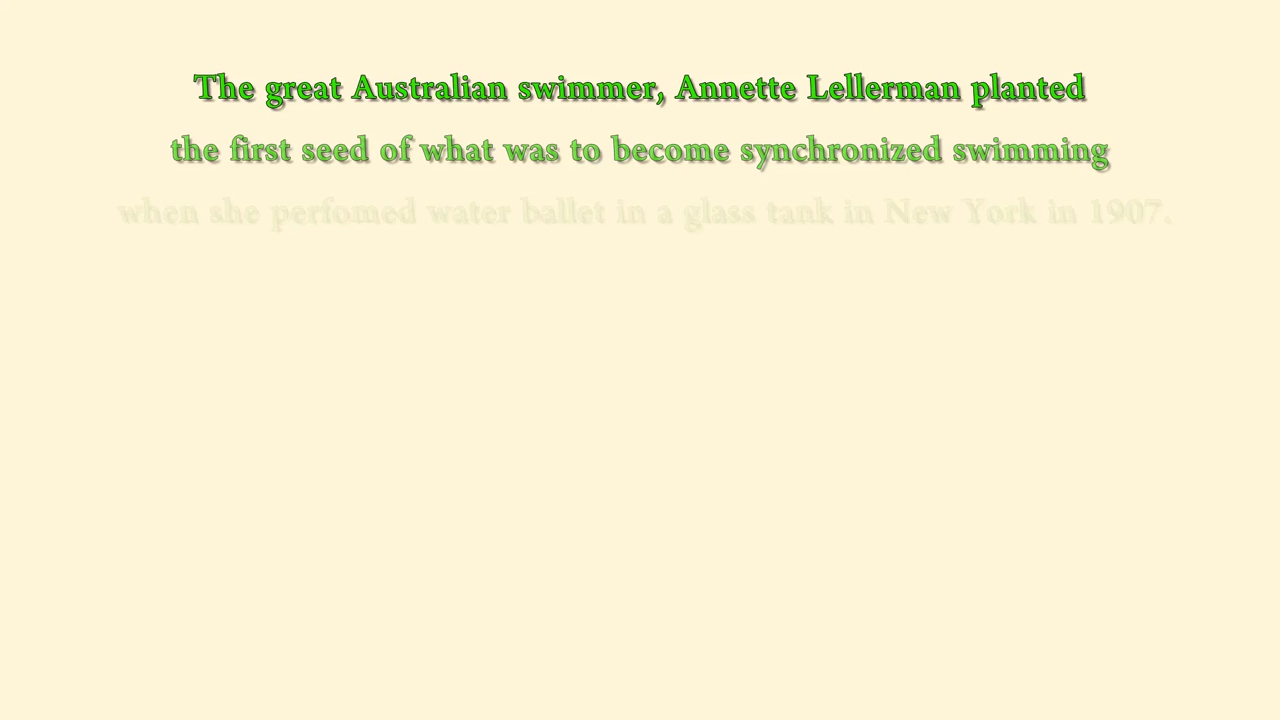 The great Australian swimmer, Annette Lellerman planted
the first seed of what was to become synchronized swimming
when she perfomed water ballet in a glass tank in New York in 1907.